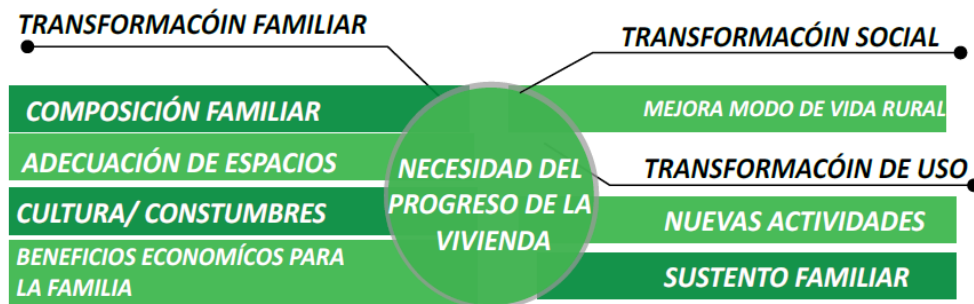 TRANSFORMACÓIN FAMILIAR
COMPOSICIÓN FAMILIAR
ADECUACIÓN DE ESPACIOS
CULTURA/ CONSTUMBRES
BENEFICIOS ECONOMÍCOS PARA
LA FAMILIA
NECESIDAD DEL
PROGRESO DE LA
VIVIENDA
TRANSFORMACÓIN SOCIAL
MEJORA MODO DE VIDA RURAL
TRANSFORMACÓIN DE USO
NUEVAS ACTIVIDADES
SUSTENTO FAMILIAR